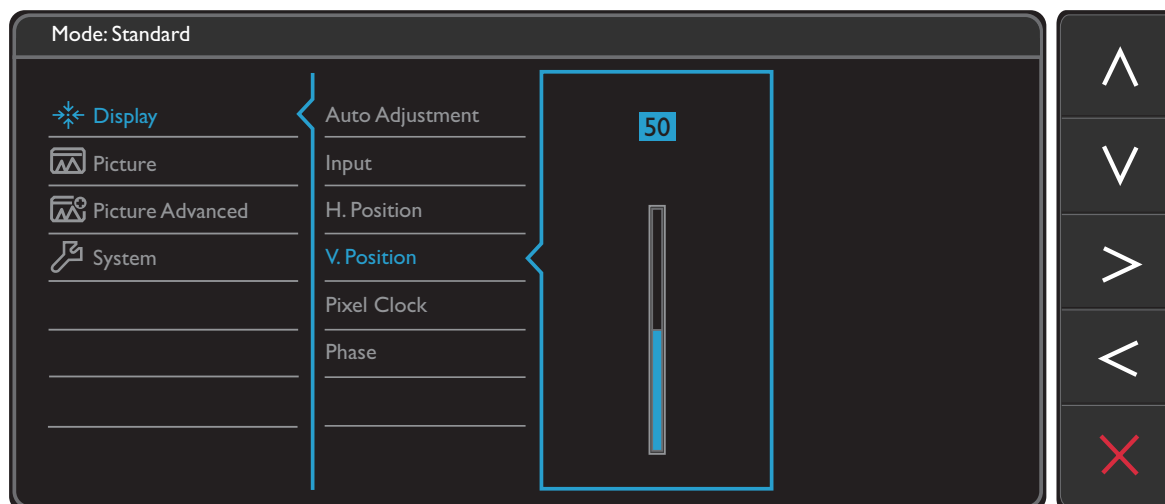 Mode: Standard
Display
Picture
Picture Advanced
System
Auto Adjustment
Input
H. Position
V. Position
Pixel Clock
Phase
50